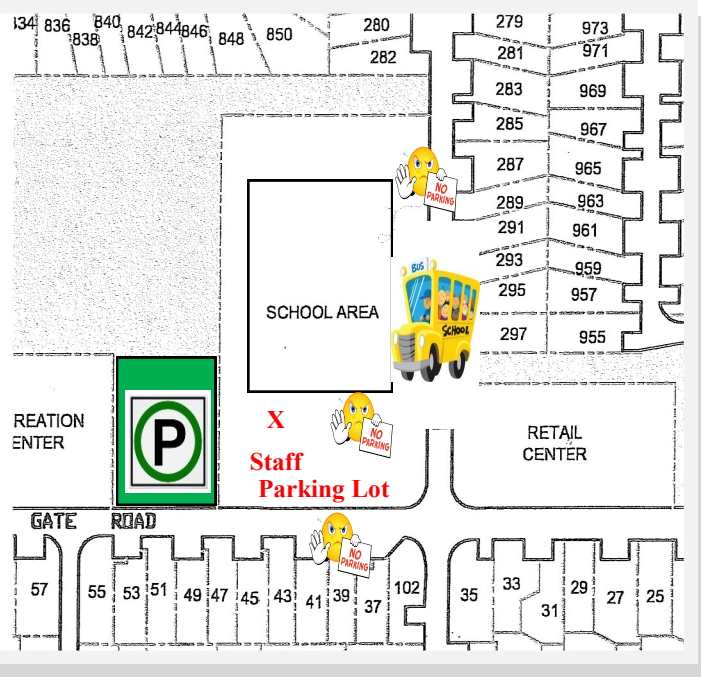 334 836 840 838 842 844 846 848 850 280
282
279 973
281 971
283 969
285 967
287 965
289 963
291 961
293 959
295 957
297 955
NO
PARKING
BUS
SCHOOL
SCHOOL AREA
REATION
ENTER
P
X
Staff
Parking Lot
NO
PARKING
RETAIL
CENTER
GATE ROAD
NO
PARKING
57 55 53 51 49 47 45 43 41 39 37 102 35 33 31 29 27 25